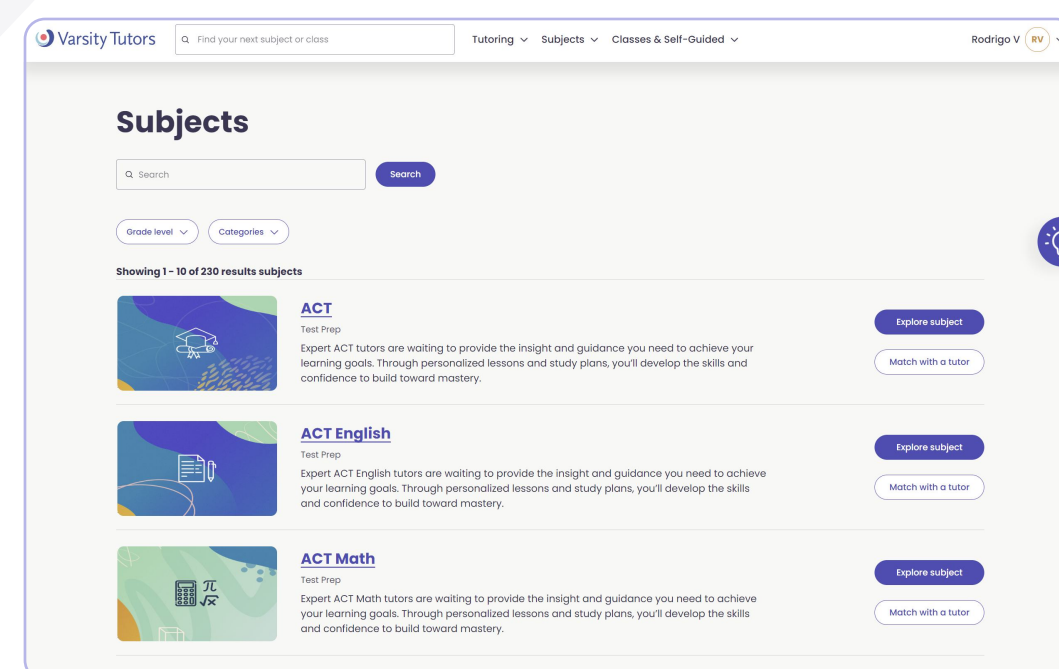 Varsity Tutors
Find your next subject or class
Tutoring Subjects Classes & Self-Guided
Rodrigo V RV
Subjects
Search
Search
Grade level Categories
Showing 1 - 10 of 230 results subjects
ACT
Test Prep
Expert ACT tutors are waiting to provide the insight and guidance you need to achieve your
learning goals. Through personalized lessons and study plans, you'll develop the skills and
confidence to build toward mastery.
Explore subject
Match with a tutor
ACT English
Test Prep
Expert ACT English tutors are waiting to provide the insight and guidance you need to achieve
your learning goals. Through personalized lessons and study plans, you'll develop the skills
and confidence to build toward mastery.
Explore subject
Match with a tutor
π
√x
ACT Math
Test Prep
Expert ACT Math tutors are waiting to provide the insight and guidance you need to achieve
your learning goals. Through personalized lessons and study plans, you'll develop the skills
and confidence to build toward mastery.
Explore subject
Match with a tutor